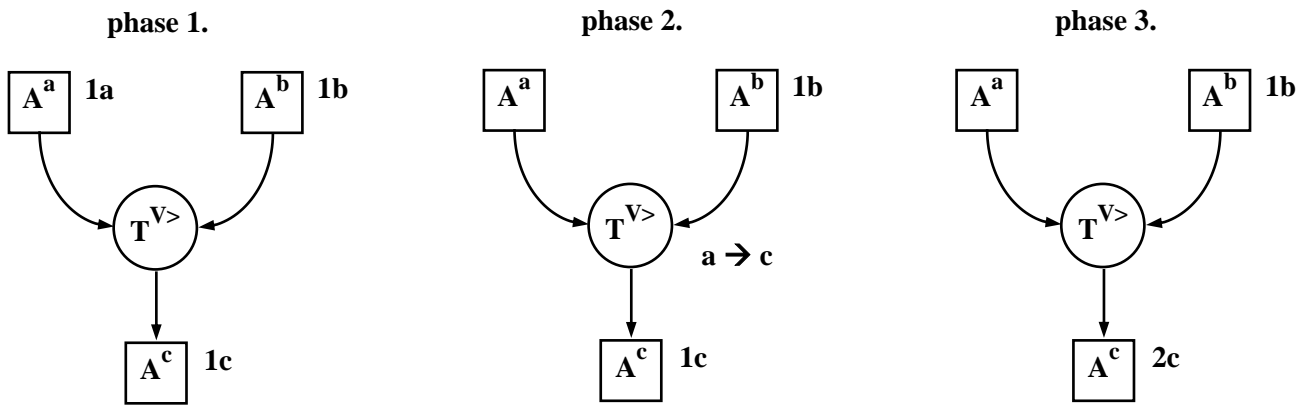 phase 1. phase 2. phase 3.
A^a 1a A^b 1b A^a A^b 1b A^a A^b 1b
T^V> T^V> T^V>
a → c
A^c 1c A^c 1c A^c 2c